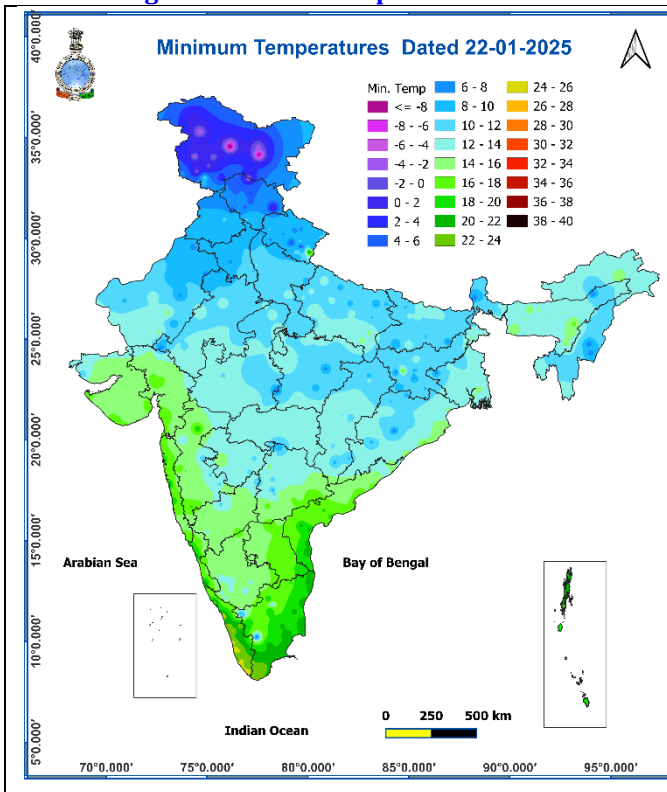 Minimum Temperatures Dated 22-01-2025
Min. Temp
<= -8
-8 - -6
-6 - -4
-4 - -2
-2 - 0
0 - 2
2 - 4
4 - 6
6 - 8
8 - 10
10 - 12
12 - 14
14 - 16
16 - 18
18 - 20
20 - 22
22 - 24
24 - 26
26 - 28
28 - 30
30 - 32
32 - 34
34 - 36
36 - 38
38 - 40
40°0.000'
35°0.000'
30°0.000'
25°0.000'
20°0.000'
15°0.000'
10°0.000'
5°0.000'
Arabian Sea
Bay of Bengal
Indian Ocean
0 250 500 km
70°0.000' 75°0.000' 80°0.000' 85°0.000' 90°0.000' 95°0.000'